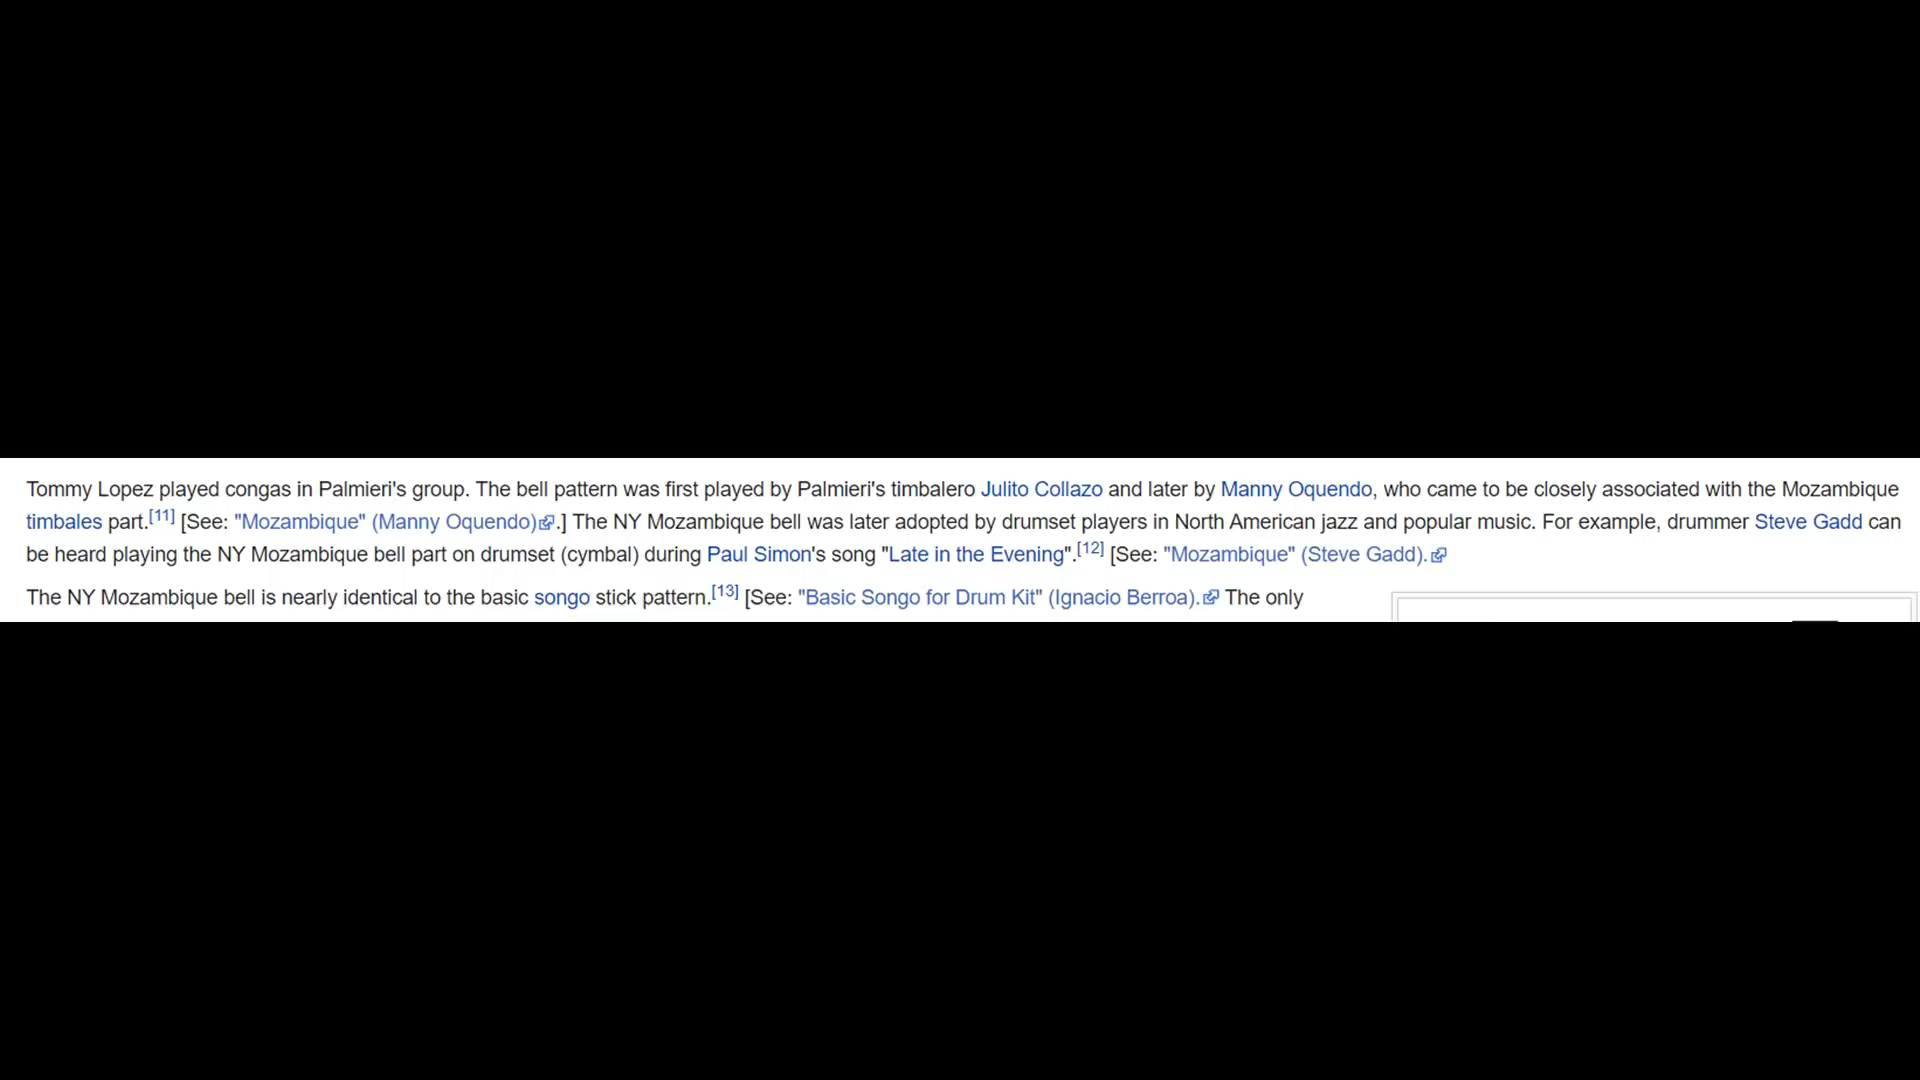 Tommy Lopez played congas in Palmieri's group. The bell pattern was first played by Palmieri's timbalero Julito Collazo and later by Manny Oquendo, who came to be closely associated with the Mozambique
timbales part.[11] [See: "Mozambique" (Manny Oquendo).] The NY Mozambique bell was later adopted by drumset players in North American jazz and popular music. For example, drummer Steve Gadd can
be heard playing the NY Mozambique bell part on drumset (cymbal) during Paul Simon's song "Late in the Evening".[12] [See: "Mozambique" (Steve Gadd).
The NY Mozambique bell is nearly identical to the basic songo stick pattern.[13] [See: "Basic Songo for Drum Kit" (Ignacio Berroa). The only